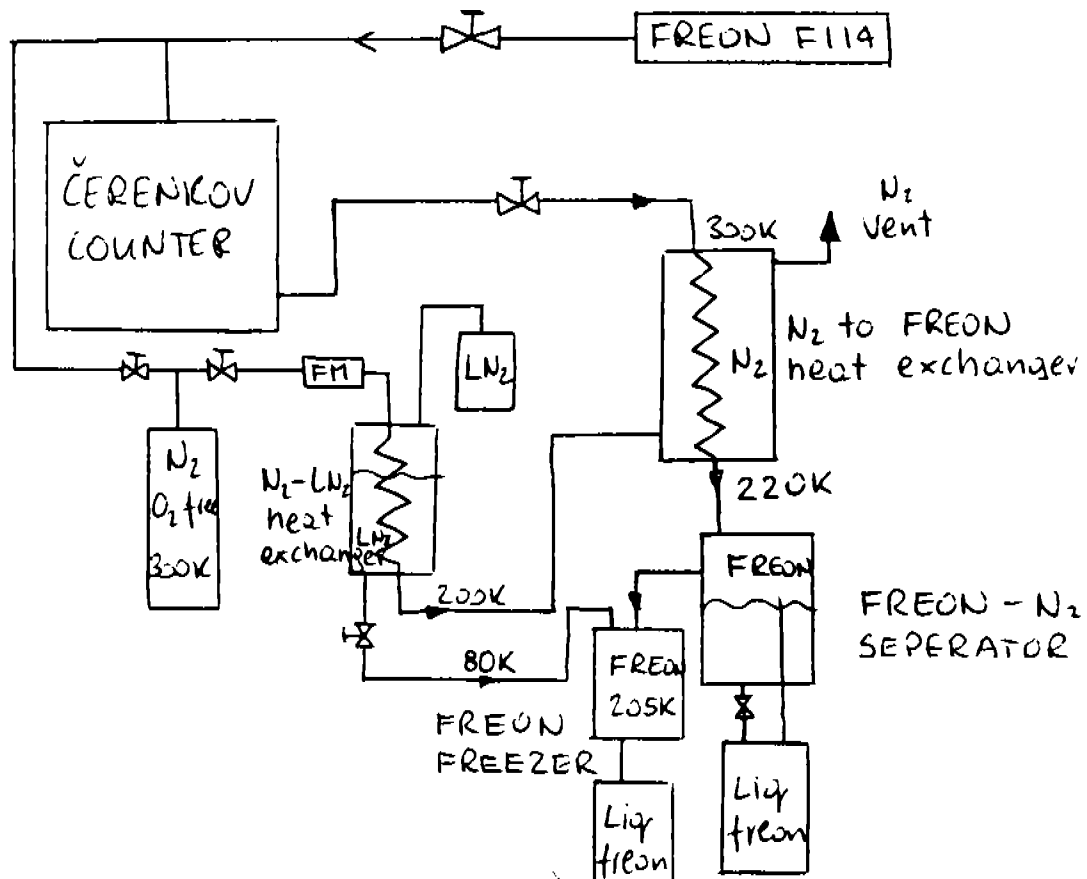 FREON F114
ČERENKOV
COUNTER
300K
N₂
vent
N₂ to FREON
heat exchanger
N₂
LN₂
FM
N₂
O₂ free
300K
N₂-LN₂
heat
exchanger
LN₂
220K
200K
80K
FREON
FREON - N₂
SEPERATOR
FREON
205K
FREON
FREEZER
Liq
freon
Liq
freon